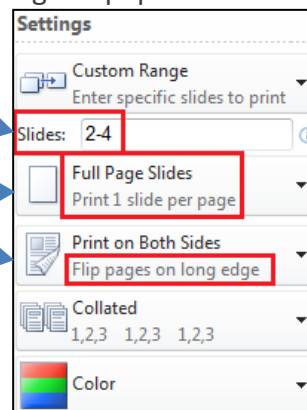 Settings
Custom Range
Enter specific slides to print
Slides: 2-4
Full Page Slides
Print 1 slide per page
Print on Both Sides
Flip pages on long edge
Collated
1,2,3 1,2,3 1,2,3
Color